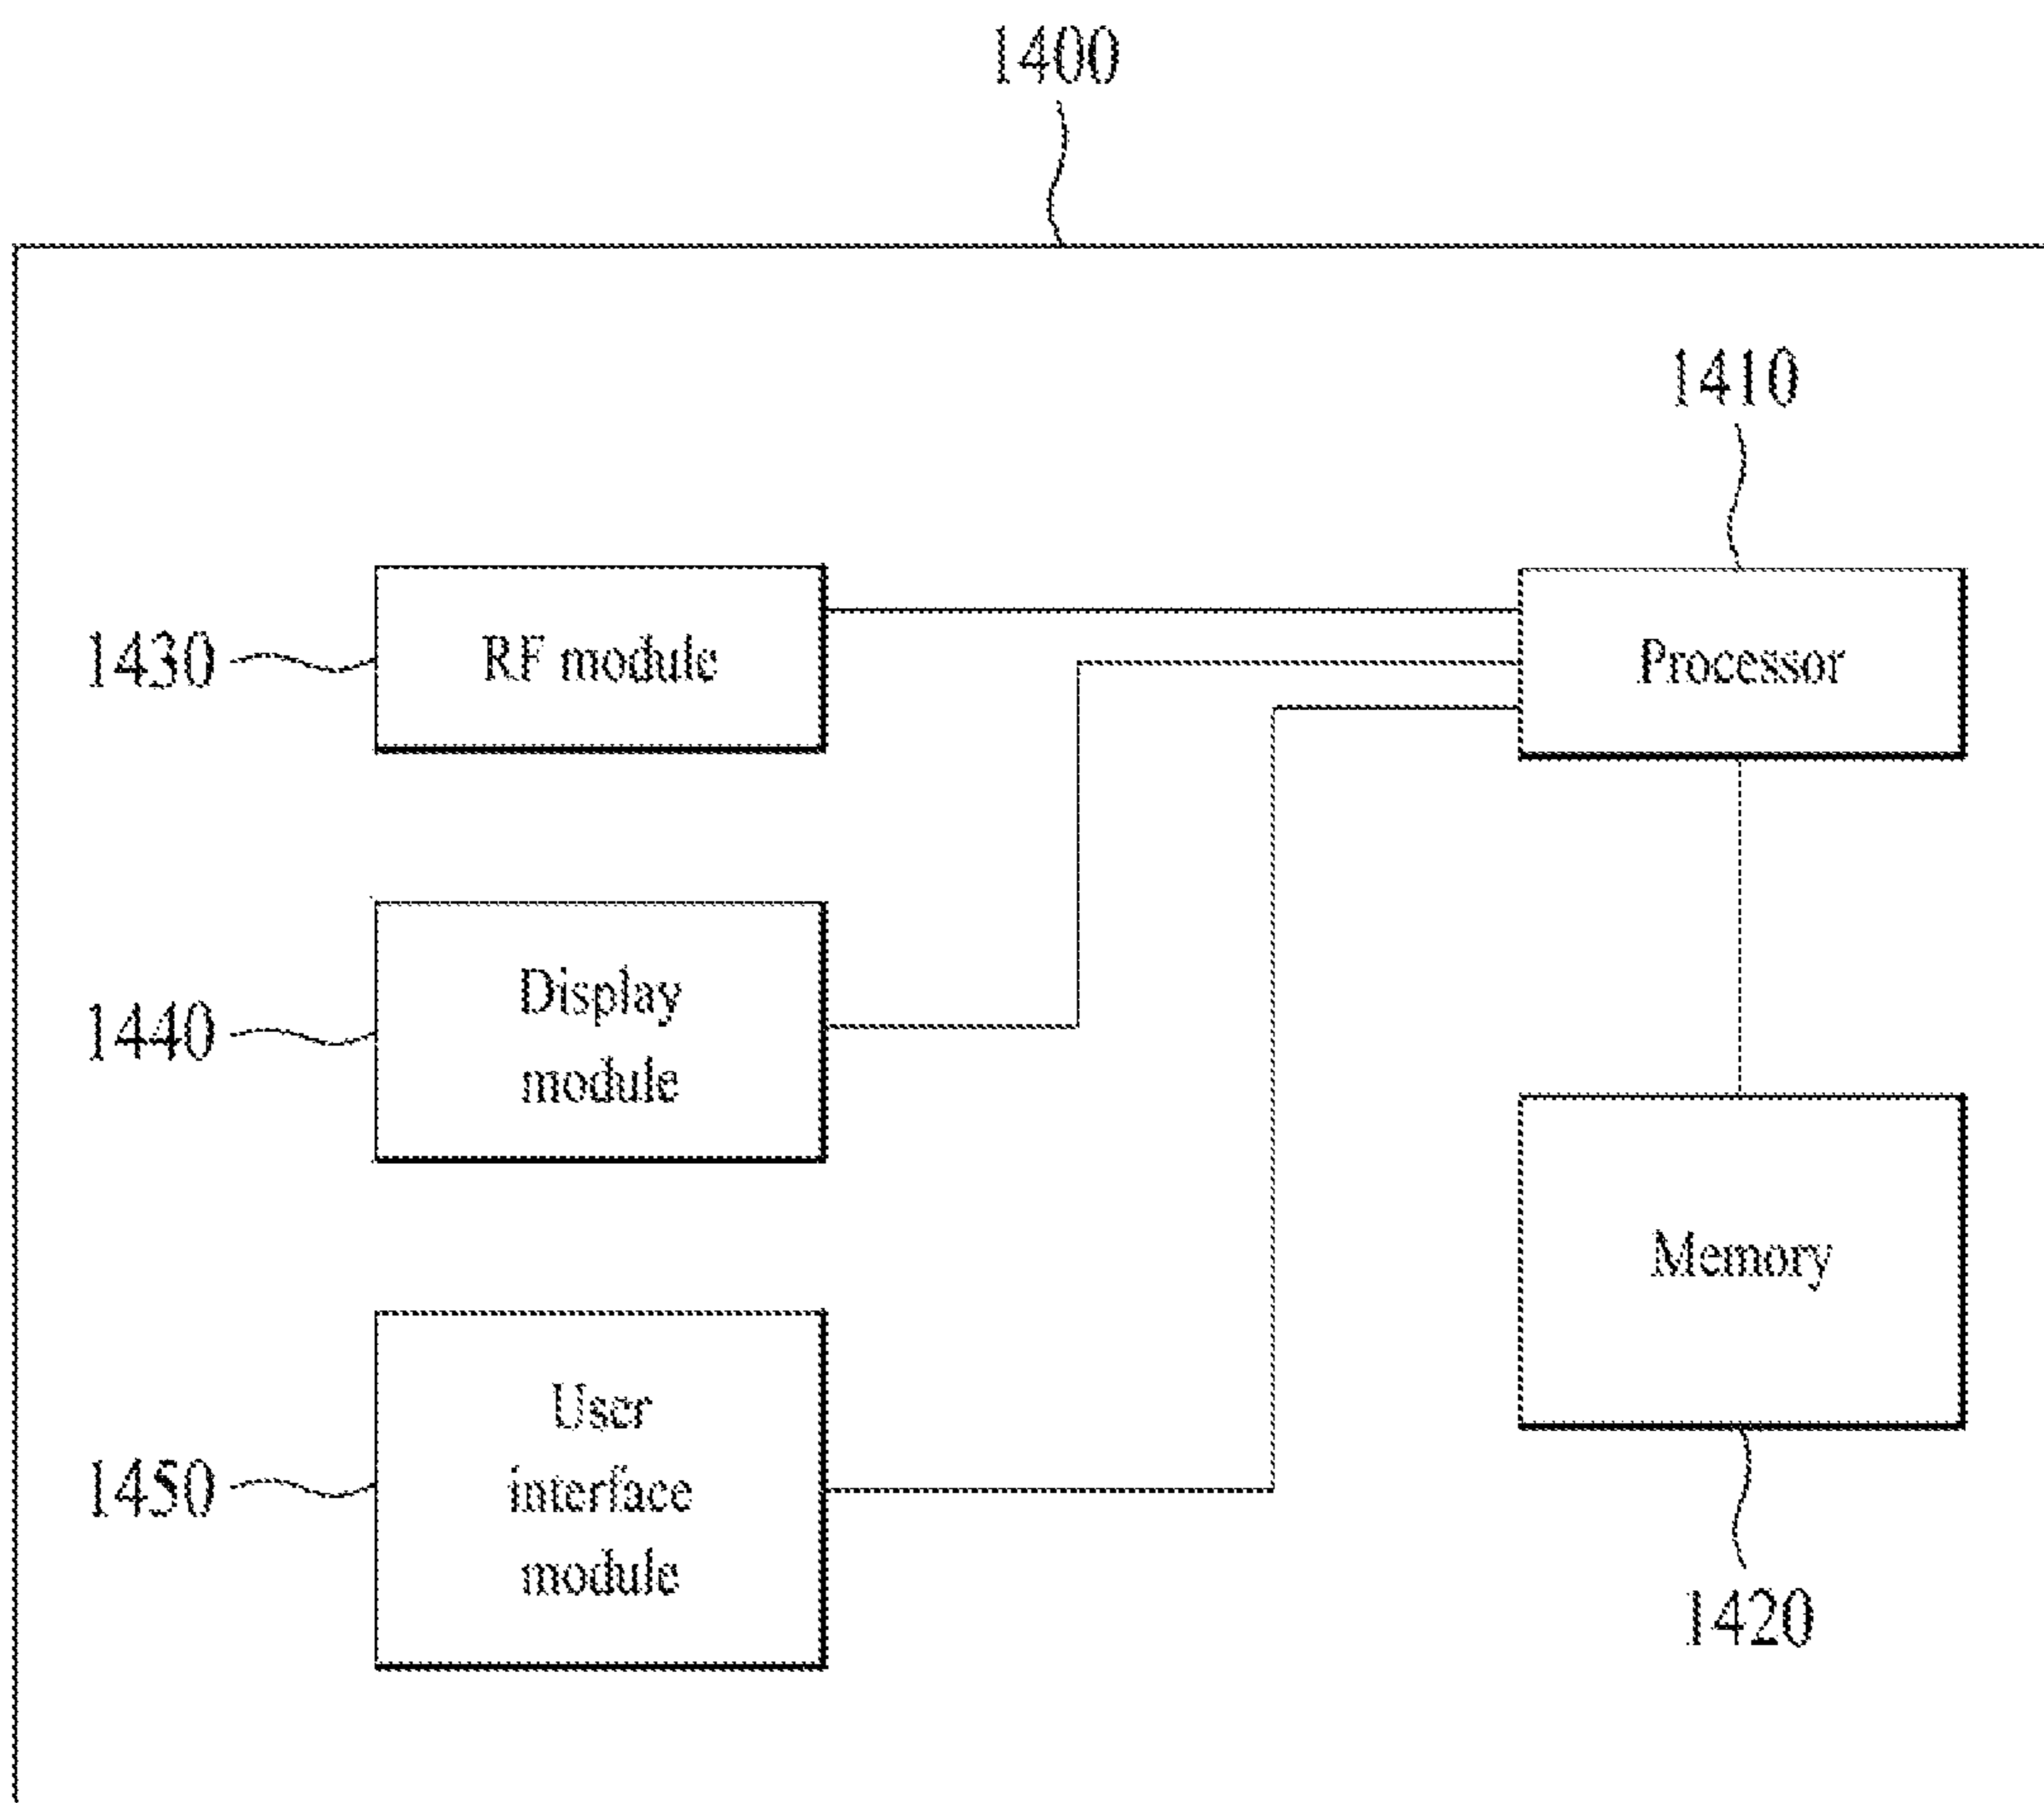 1400
1410
1430
RF module
Processor
1440
Display
module
Memory
1450
User
interface
module
1420